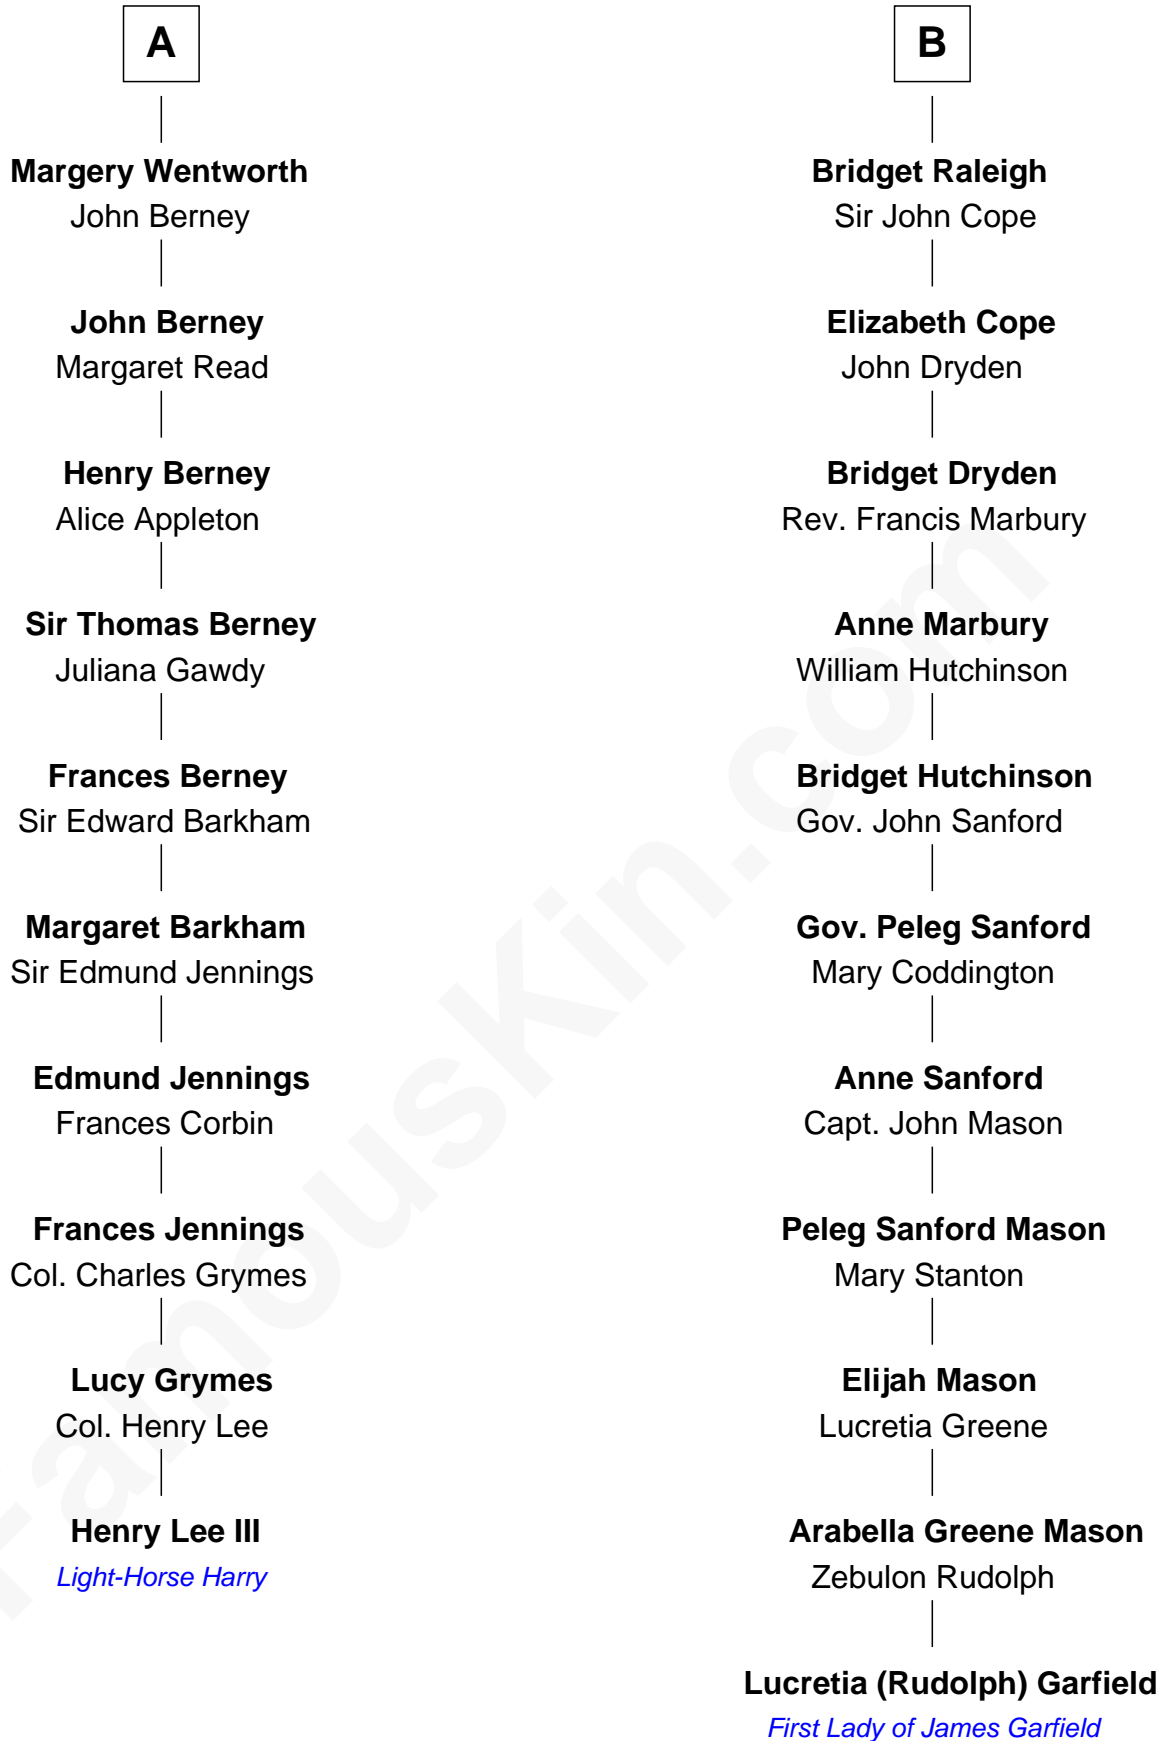 A
Margery Wentworth
John Berney
John Berney
Margaret Read
Henry Berney
Alice Appleton
Sir Thomas Berney
Juliana Gawdy
Frances Berney
Sir Edward Barkham
Margaret Barkham
Sir Edmund Jennings
Edmund Jennings
Frances Corbin
Frances Jennings
Col. Charles Grymes
Lucy Grymes
Col. Henry Lee
Henry Lee III
Light-Horse Harry
B
Bridget Raleigh
Sir John Cope
Elizabeth Cope
John Dryden
Bridget Dryden
Rev. Francis Marbury
Anne Marbury
William Hutchinson
Bridget Hutchinson
Gov. John Sanford
Gov. Peleg Sanford
Mary Coddington
Anne Sanford
Capt. John Mason
Peleg Sanford Mason
Mary Stanton
Elijah Mason
Lucretia Greene
Arabella Greene Mason
Zebulon Rudolph
Lucretia (Rudolph) Garfield
First Lady of James Garfield
FamousKin.com